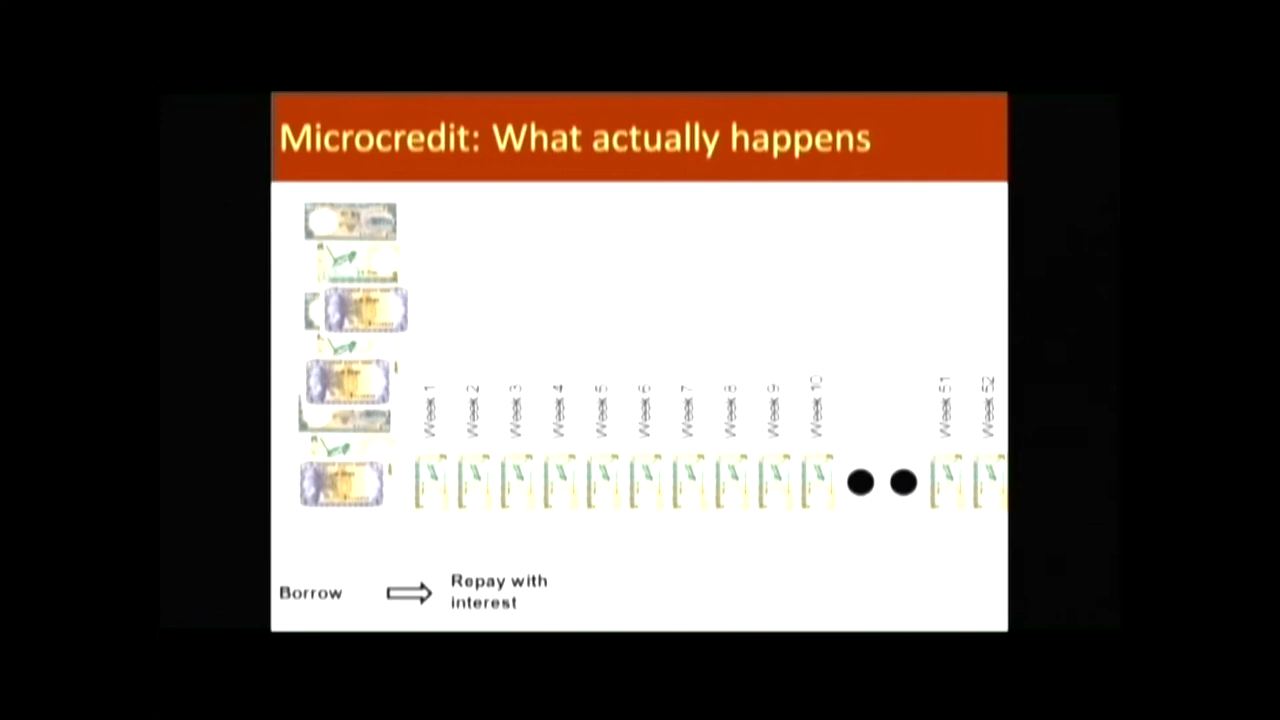 Microcredit: What actually happens
Week 1
Week 2
Week 3
Week 4
Week 5
Week 6
Week 7
Week 8
Week 9
Week 10
Week 51
Week 52
Borrow
Repay with
interest